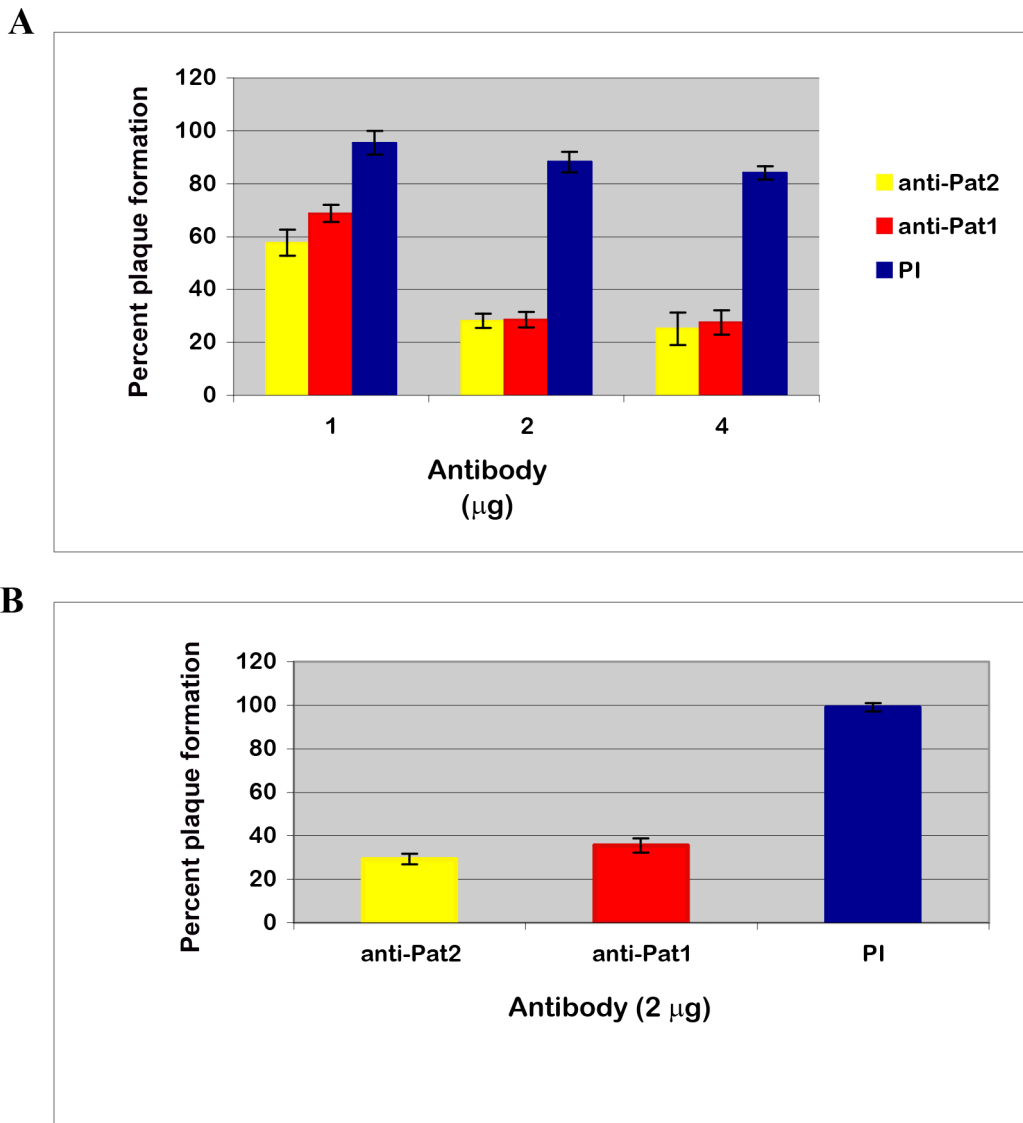 A
Percent plaque formation
120
100
80
60
40
20
0
1 2 4
Antibody
(µg)
anti-Pat2
anti-Pat1
PI
B
Percent plaque formation
120
100
80
60
40
20
0
anti-Pat2 anti-Pat1 PI
Antibody (2 µg)